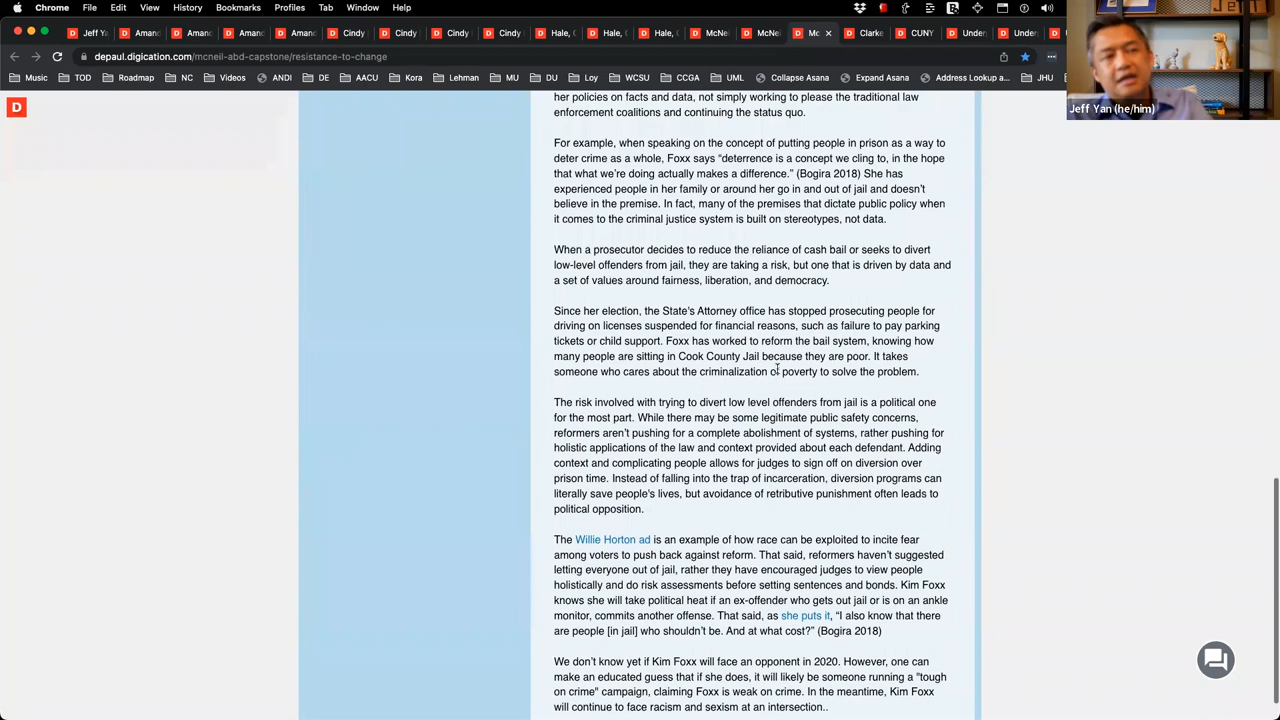 Chrome File Edit View History Bookmarks Profiles Tab Window Help
Jeff Ya Amand Amand Amand Amand Cindy Cindy Cindy Cindy Hale, Hale, Hale, McNei McNei Mc Clarke CUNY Under Under
depaul.digication.com/mcneil-abd-capstone/resistance-to-change
Music TOD Roadmap NC Videos ANDI DE AACU Kora Lehman MU DU Loy WCSU CCGA UML Collapse Asana Expand Asana Address Lookup a... JHU
Jeff Yan (he/him)
D
her policies on facts and data, not simply working to please the traditional law
enforcement coalitions and continuing the status quo.
For example, when speaking on the concept of putting people in prison as a way to
deter crime as a whole, Foxx says “deterrence is a concept we cling to, in the hope
that what we’re doing actually makes a difference.” (Bogira 2018) She has
experienced people in her family or around her go in and out of jail and doesn’t
believe in the premise. In fact, many of the premises that dictate public policy when
it comes to the criminal justice system is built on stereotypes, not data.
When a prosecutor decides to reduce the reliance of cash bail or seeks to divert
low-level offenders from jail, they are taking a risk, but one that is driven by data and
a set of values around fairness, liberation, and democracy.
Since her election, the State’s Attorney office has stopped prosecuting people for
driving on licenses suspended for financial reasons, such as failure to pay parking
tickets or child support. Foxx has worked to reform the bail system, knowing how
many people are sitting in Cook County Jail because they are poor. It takes
someone who cares about the criminalization of poverty to solve the problem.
The risk involved with trying to divert low level offenders from jail is a political one
for the most part. While there may be some legitimate public safety concerns,
reformers aren’t pushing for a complete abolishment of systems, rather pushing for
holistic applications of the law and context provided about each defendant. Adding
context and complicating people allows for judges to sign off on diversion over
prison time. Instead of falling into the trap of incarceration, diversion programs can
literally save people’s lives, but avoidance of retributive punishment often leads to
political opposition.
The Willie Horton ad is an example of how race can be exploited to incite fear
among voters to push back against reform. That said, reformers haven’t suggested
letting everyone out of jail, rather they have encouraged judges to view people
holistically and do risk assessments before setting sentences and bonds. Kim Foxx
knows she will take political heat if an ex-offender who gets out jail or is on an ankle
monitor, commits another offense. That said, as she puts it, “I also know that there
are people [in jail] who shouldn’t be. And at what cost?” (Bogira 2018)
We don’t know yet if Kim Foxx will face an opponent in 2020. However, one can
make an educated guess that if she does, it will likely be someone running a "tough
on crime" campaign, claiming Foxx is weak on crime. In the meantime, Kim Foxx
will continue to face racism and sexism at an intersection..